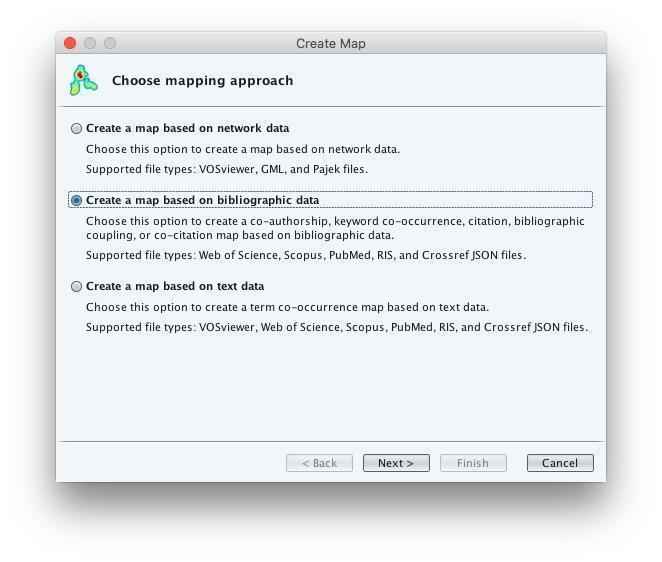 Create Map
Choose mapping approach
Create a map based on network data
Choose this option to create a map based on network data.
Supported file types: VOSviewer, GML, and Pajek files.
Create a map based on bibliographic data
Choose this option to create a co-authorship, keyword co-occurrence, citation, bibliographic
coupling, or co-citation map based on bibliographic data.
Supported file types: Web of Science, Scopus, PubMed, RIS, and Crossref JSON files.
Create a map based on text data
Choose this option to create a term co-occurrence map based on text data.
Supported file types: VOSviewer, Web of Science, Scopus, PubMed, RIS, and Crossref JSON files.
< Back Next > Finish Cancel